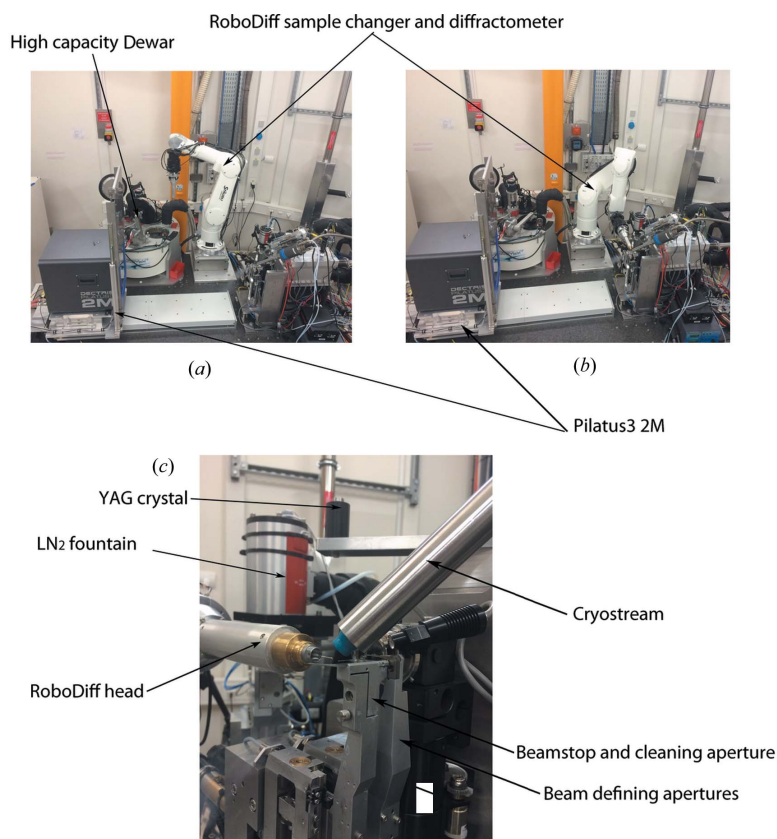 RoboDiff sample changer and diffractometer
High capacity Dewar
DECTRIS
2M
2M
(a)
(b)
Pilatus3 2M
(c)
YAG crystal
LN2 fountain
Cryostream
RoboDiff head
Beamstop and cleaning aperture
Beam defining apertures